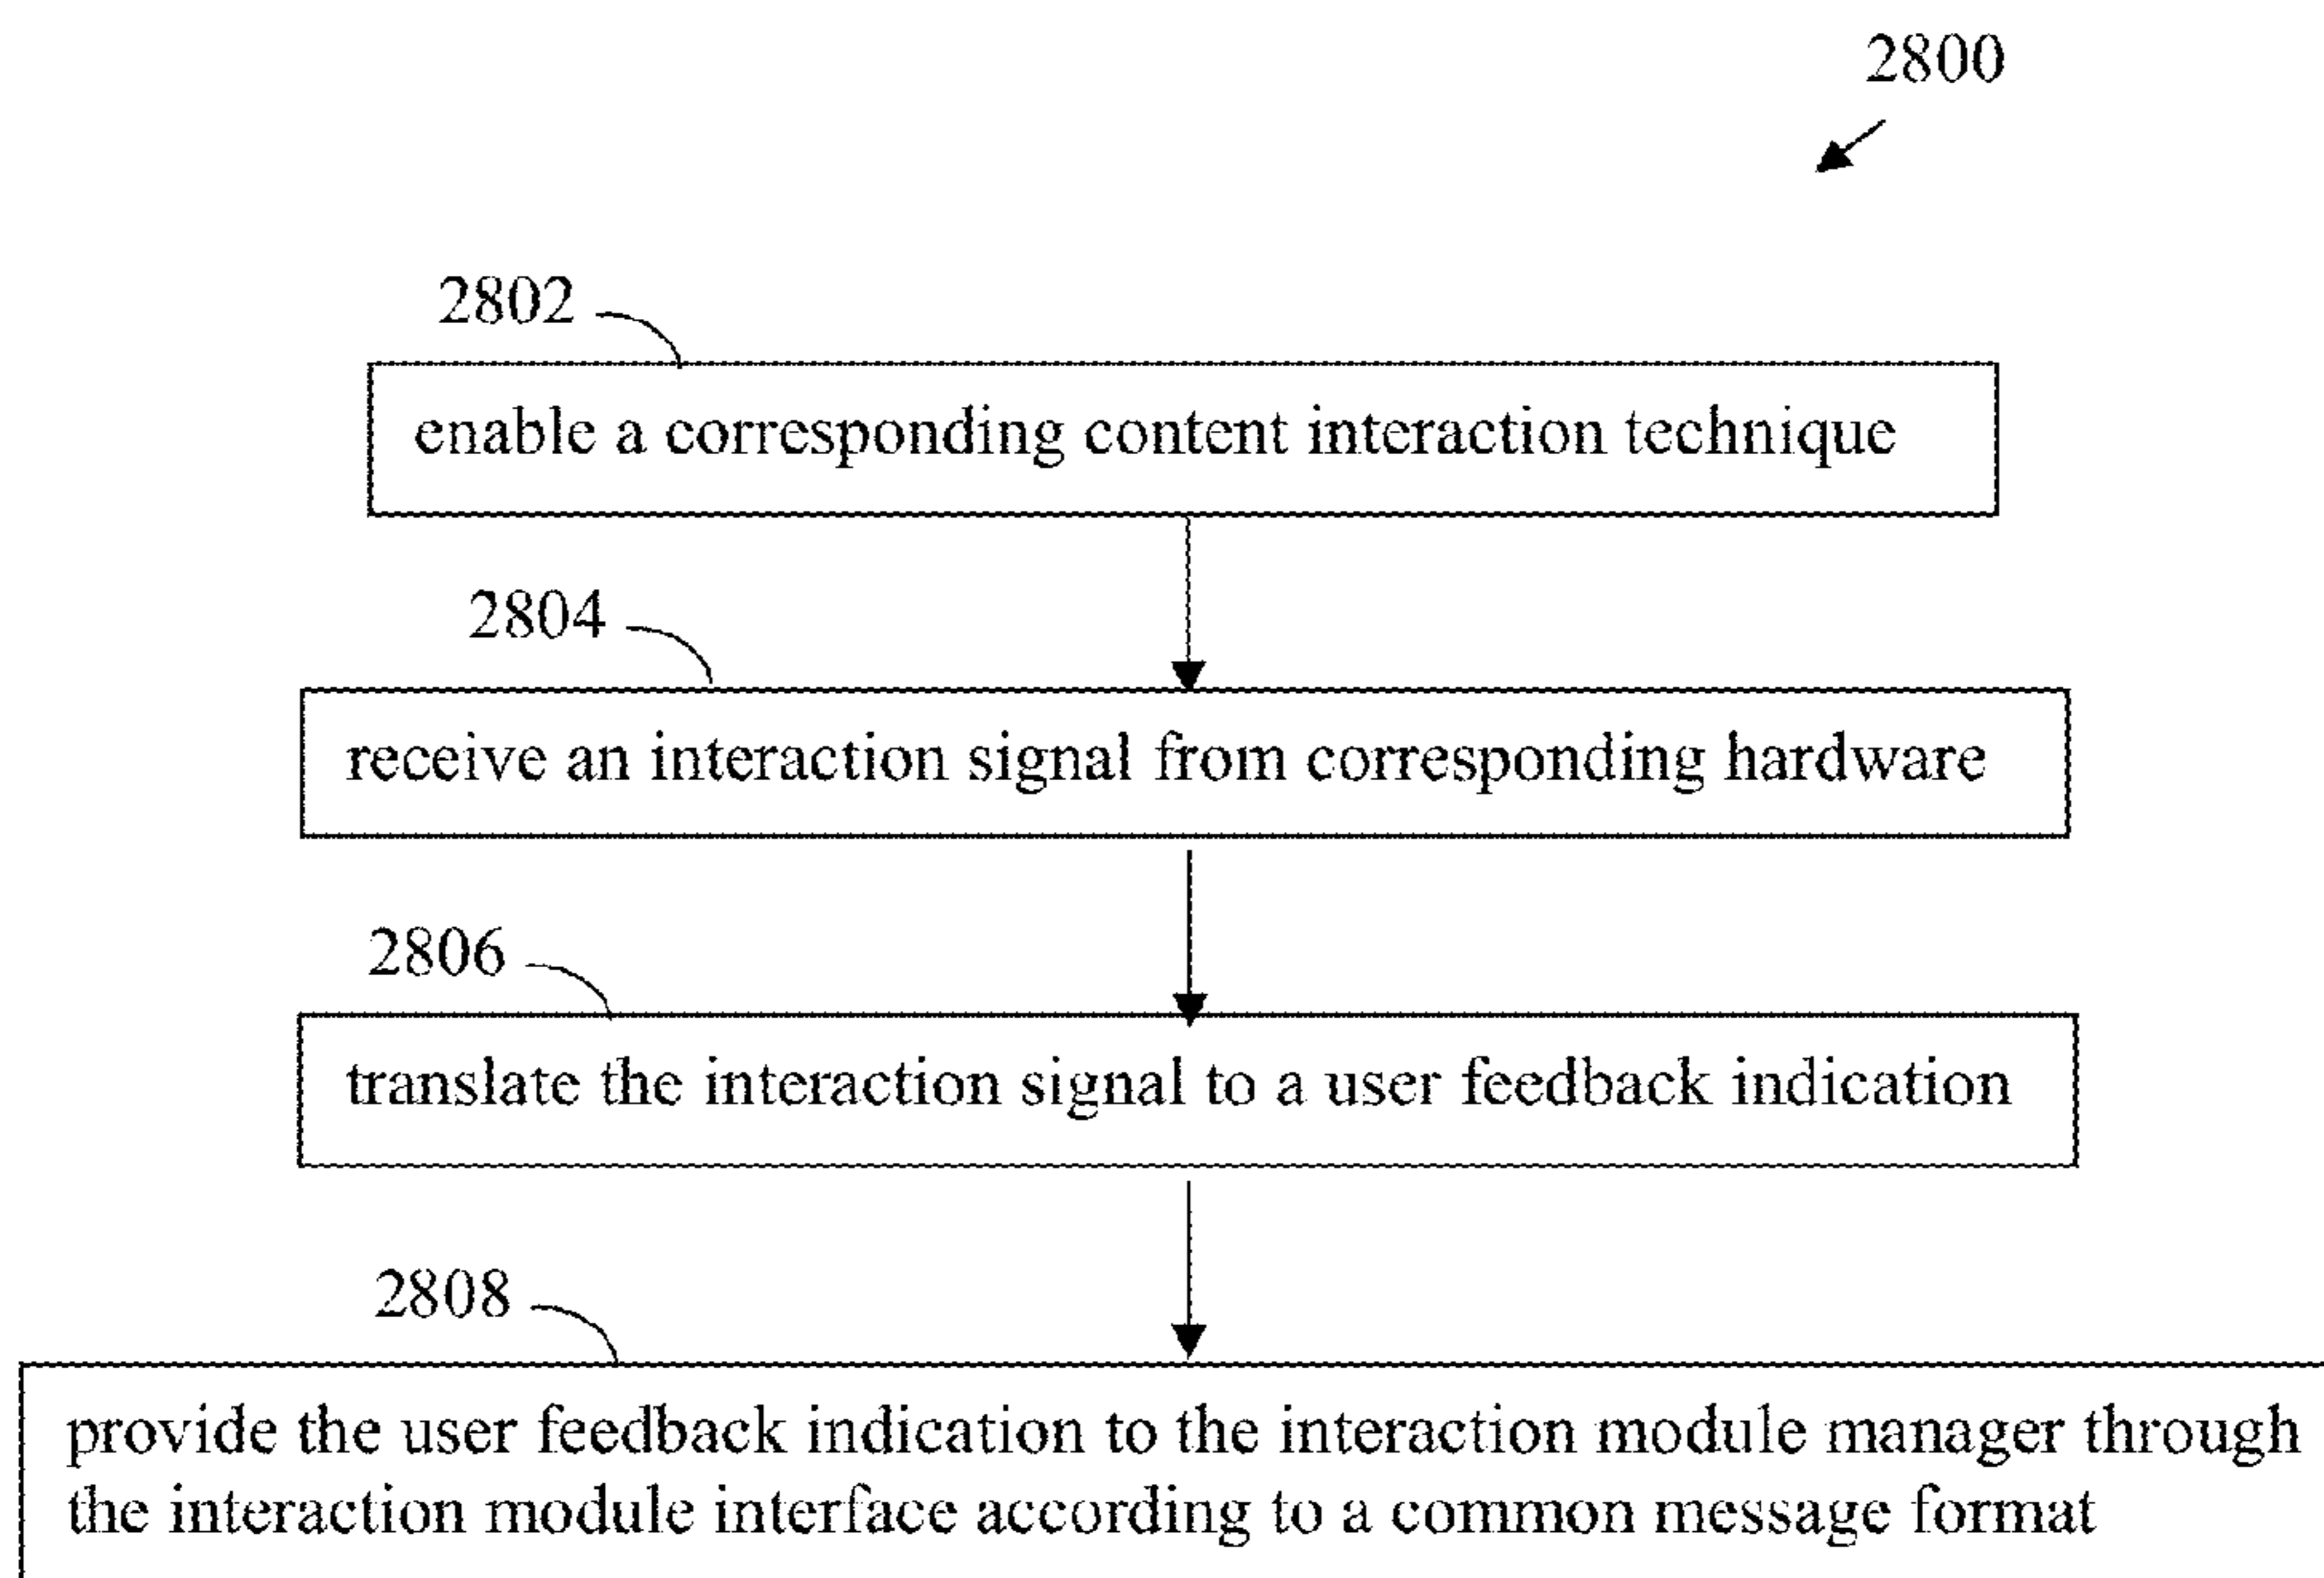 2800
2802
enable a corresponding content interaction technique
2804
receive an interaction signal from corresponding hardware
2806
translate the interaction signal to a user feedback indication
2808
provide the user feedback indication to the interaction module manager through
the interaction module interface according to a common message format